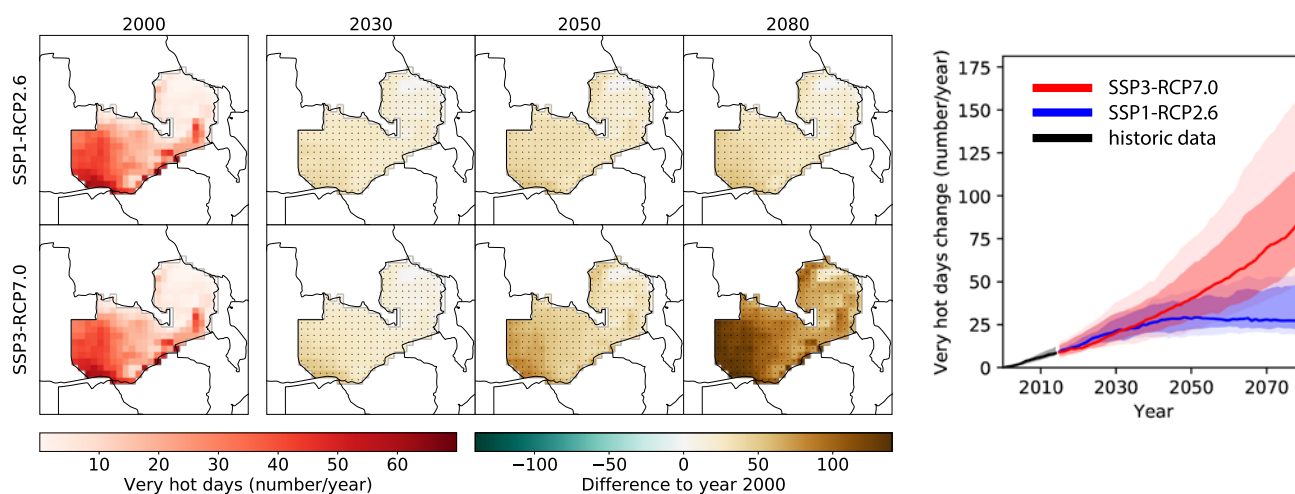 2000
2030
2050
2080
SSP1-RCP2.6
SSP3-RCP7.0
10 20 30 40 50 60
Very hot days (number/year)
−100 −50 0 50 100
Difference to year 2000
Very hot days change (number/year)
175
150
125
100
75
50
25
0
SSP3-RCP7.0
SSP1-RCP2.6
historic data
2010 2030 2050 2070
Year